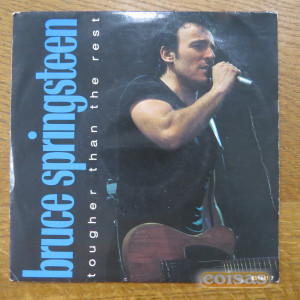 bruce springsteen
tougher than the rest
coisas